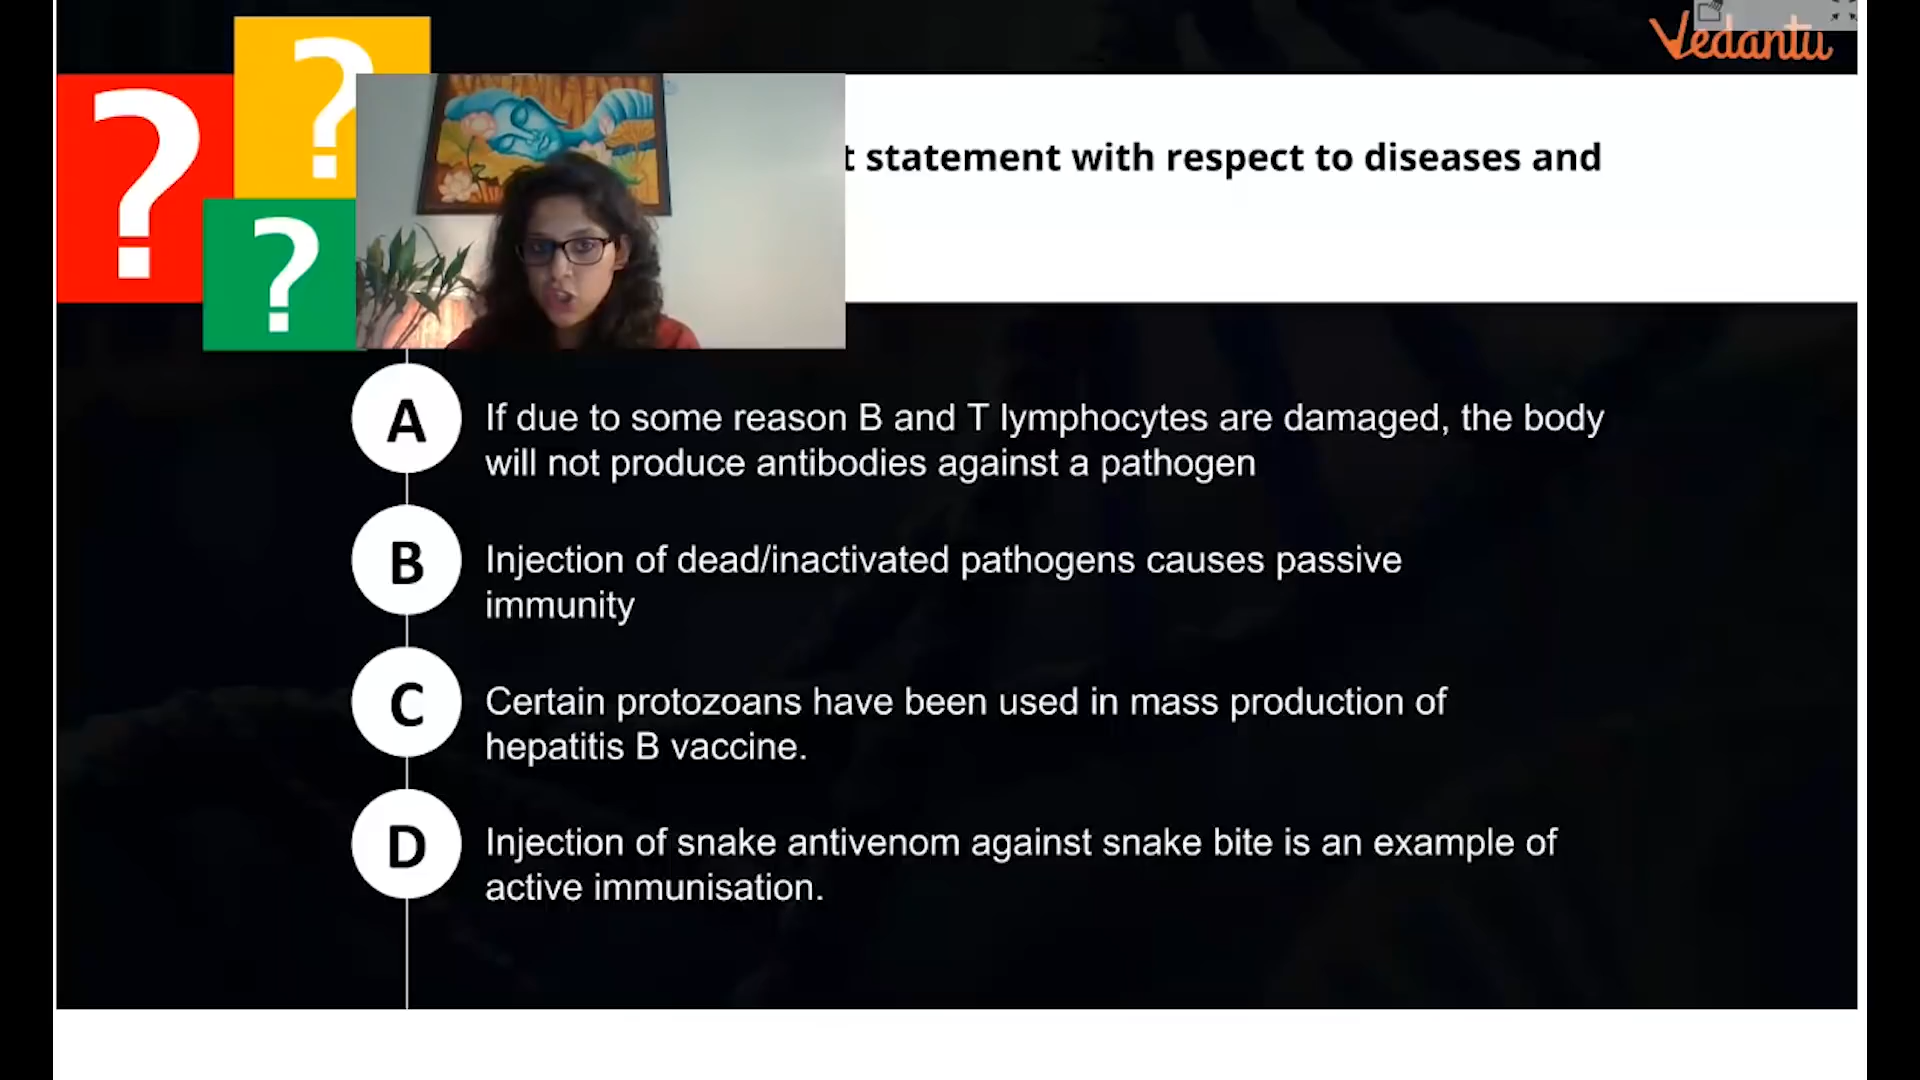 ?
?
?
Vedantu
t statement with respect to diseases and
A
If due to some reason B and T lymphocytes are damaged, the body
will not produce antibodies against a pathogen
B
Injection of dead/inactivated pathogens causes passive
immunity
C
Certain protozoans have been used in mass production of
hepatitis B vaccine.
D
Injection of snake antivenom against snake bite is an example of
active immunisation.